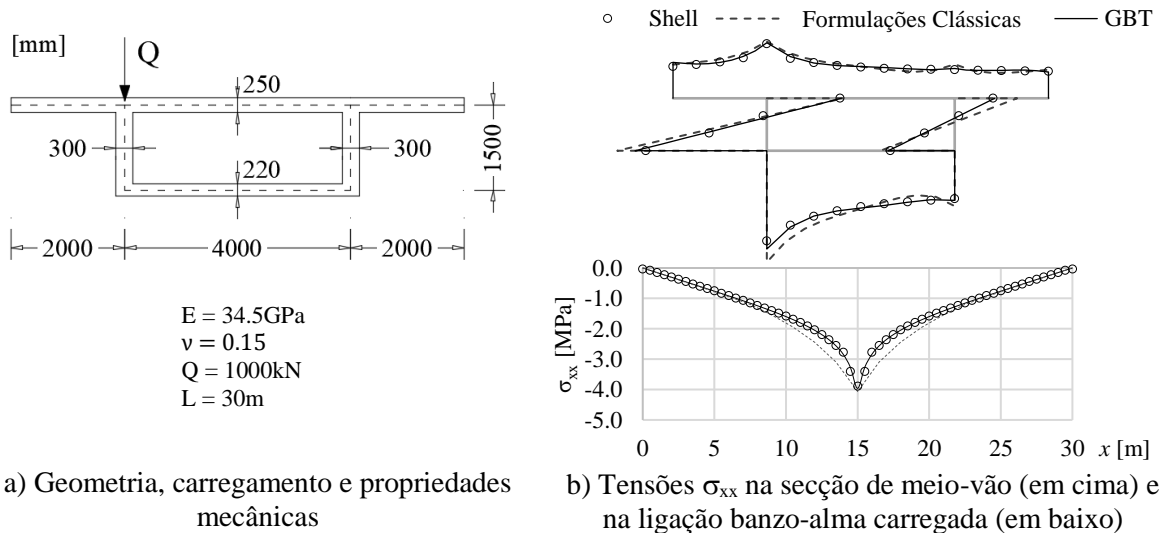 [mm]
Q
250
300
220
300
1500
2000
4000
2000
E = 34.5GPa
ν = 0.15
Q = 1000kN
L = 30m
a) Geometria, carregamento e propriedades
mecânicas
Shell
Formulações Clássicas
GBT
0.0
-1.0
-2.0
-3.0
-4.0
-5.0
σxx [MPa]
0
5
10
15
20
25
30
x [m]
b) Tensões σxx na secção de meio-vão (em cima) e
na ligação banzo-alma carregada (em baixo)